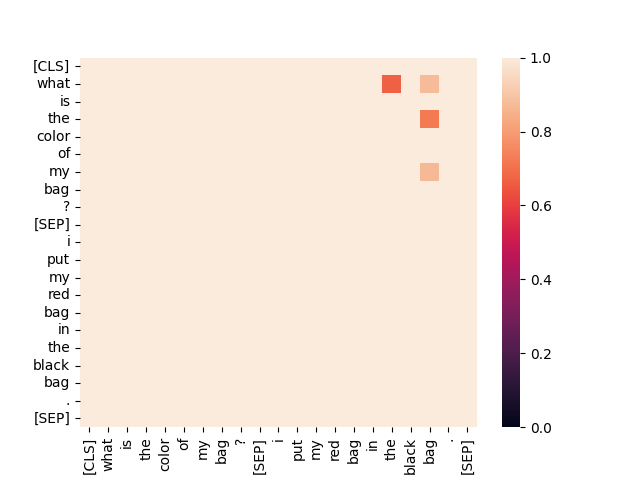 [CLS]
what
is
the
color
of
my
bag
?
[SEP]
i
put
my
red
bag
in
the
black
bag
.
[SEP]
[CLS] what is the color of my bag ? [SEP] i put my red bag in the black bag . [SEP]
1.0
0.8
0.6
0.4
0.2
0.0